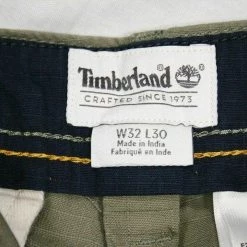 Timberland
CRAFTED SINCE 1973
W32 L30
Made in India
Fabriqué en Inde